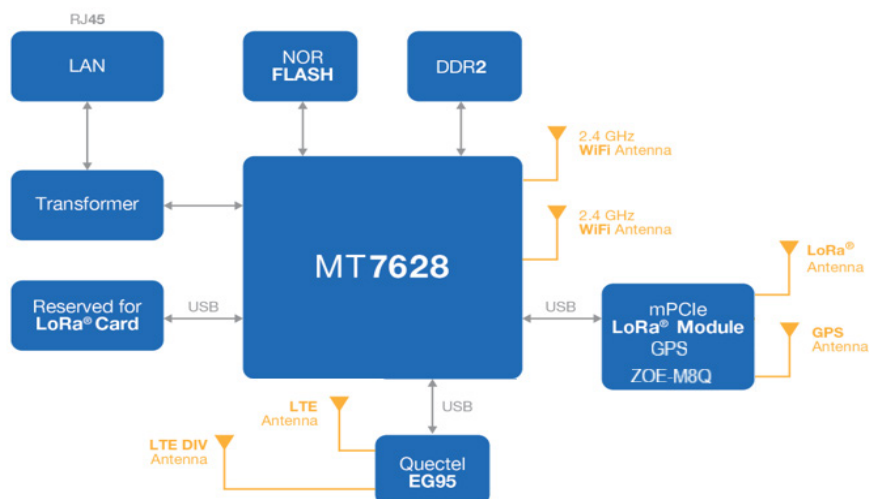 RJ45
LAN
NOR
FLASH
DDR2
2.4 GHz
WiFi Antenna
Transformer
MT7628
2.4 GHz
WiFi Antenna
LoRa® 
Antenna
Reserved for
LoRa® Card
USB
USB
mPCIe
LoRa® Module
GPS
ZOE-M8Q
GPS
Antenna
USB
LTE
Antenna
LTE DIV
Antenna
Quectel
EG95